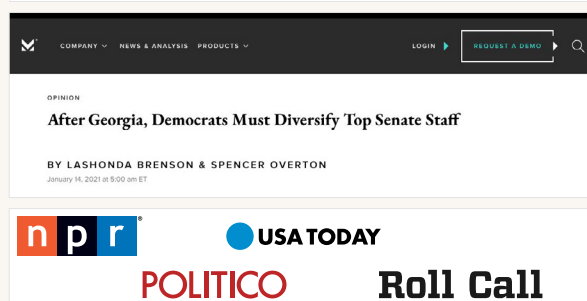 COMPANY NEWS & ANALYSIS PRODUCTS LOGIN REQUEST A DEMO
OPINION
After Georgia, Democrats Must Diversify Top Senate Staff
BY LASHONDA BRENSON & SPENCER OVERTON
January 14, 2021 at 5:00 am ET
npr® USA TODAY
POLITICO Roll Call